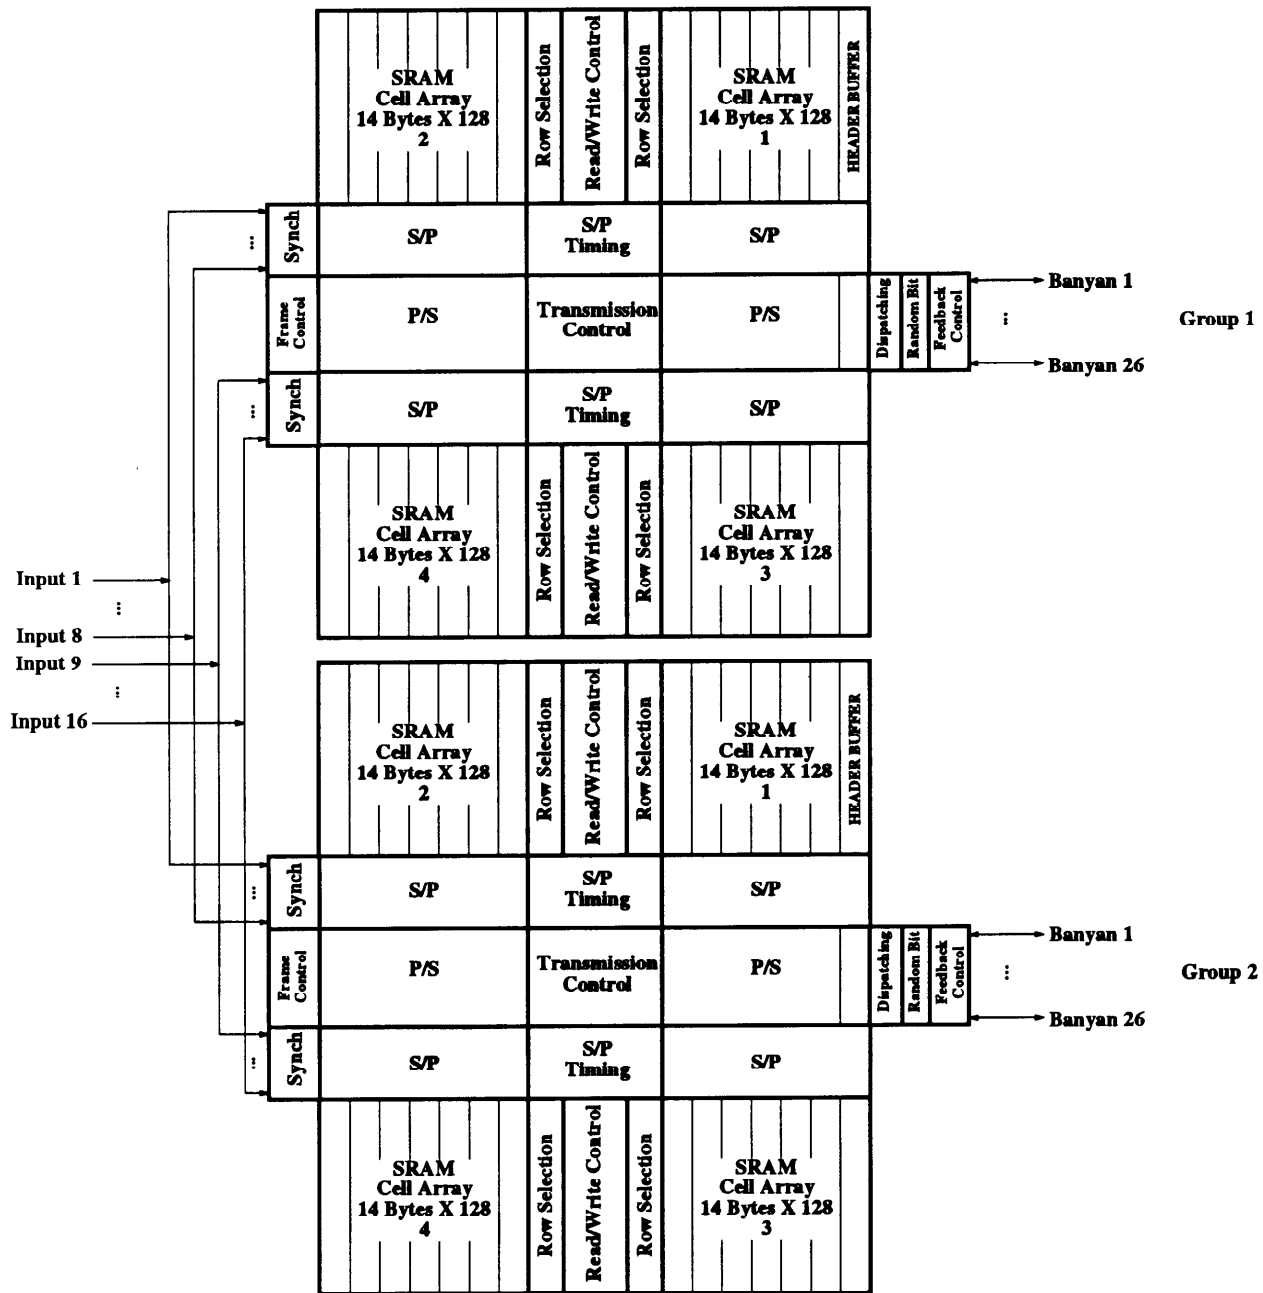 SRAM
Cell Array
14 Bytes X 128
2
Row Selection
Read/Write Control
Row Selection
SRAM
Cell Array
14 Bytes X 128
1
HEADER BUFFER
Synch
...
S/P
S/P
Timing
S/P
Frame
Control
P/S
Transmission
Control
P/S
Dispatching
Random Bit
Feedback
Control
Banyan 1
...
Banyan 26
Group 1
Synch
...
S/P
S/P
Timing
S/P
SRAM
Cell Array
14 Bytes X 128
4
Row Selection
Read/Write Control
Row Selection
SRAM
Cell Array
14 Bytes X 128
3
Input 1
...
Input 8
Input 9
...
Input 16
SRAM
Cell Array
14 Bytes X 128
2
Row Selection
Read/Write Control
Row Selection
SRAM
Cell Array
14 Bytes X 128
1
HEADER BUFFER
Synch
...
S/P
S/P
Timing
S/P
Frame
Control
P/S
Transmission
Control
P/S
Dispatching
Random Bit
Feedback
Control
Banyan 1
...
Banyan 26
Group 2
Synch
...
S/P
S/P
Timing
S/P
SRAM
Cell Array
14 Bytes X 128
4
Row Selection
Read/Write Control
Row Selection
SRAM
Cell Array
14 Bytes X 128
3